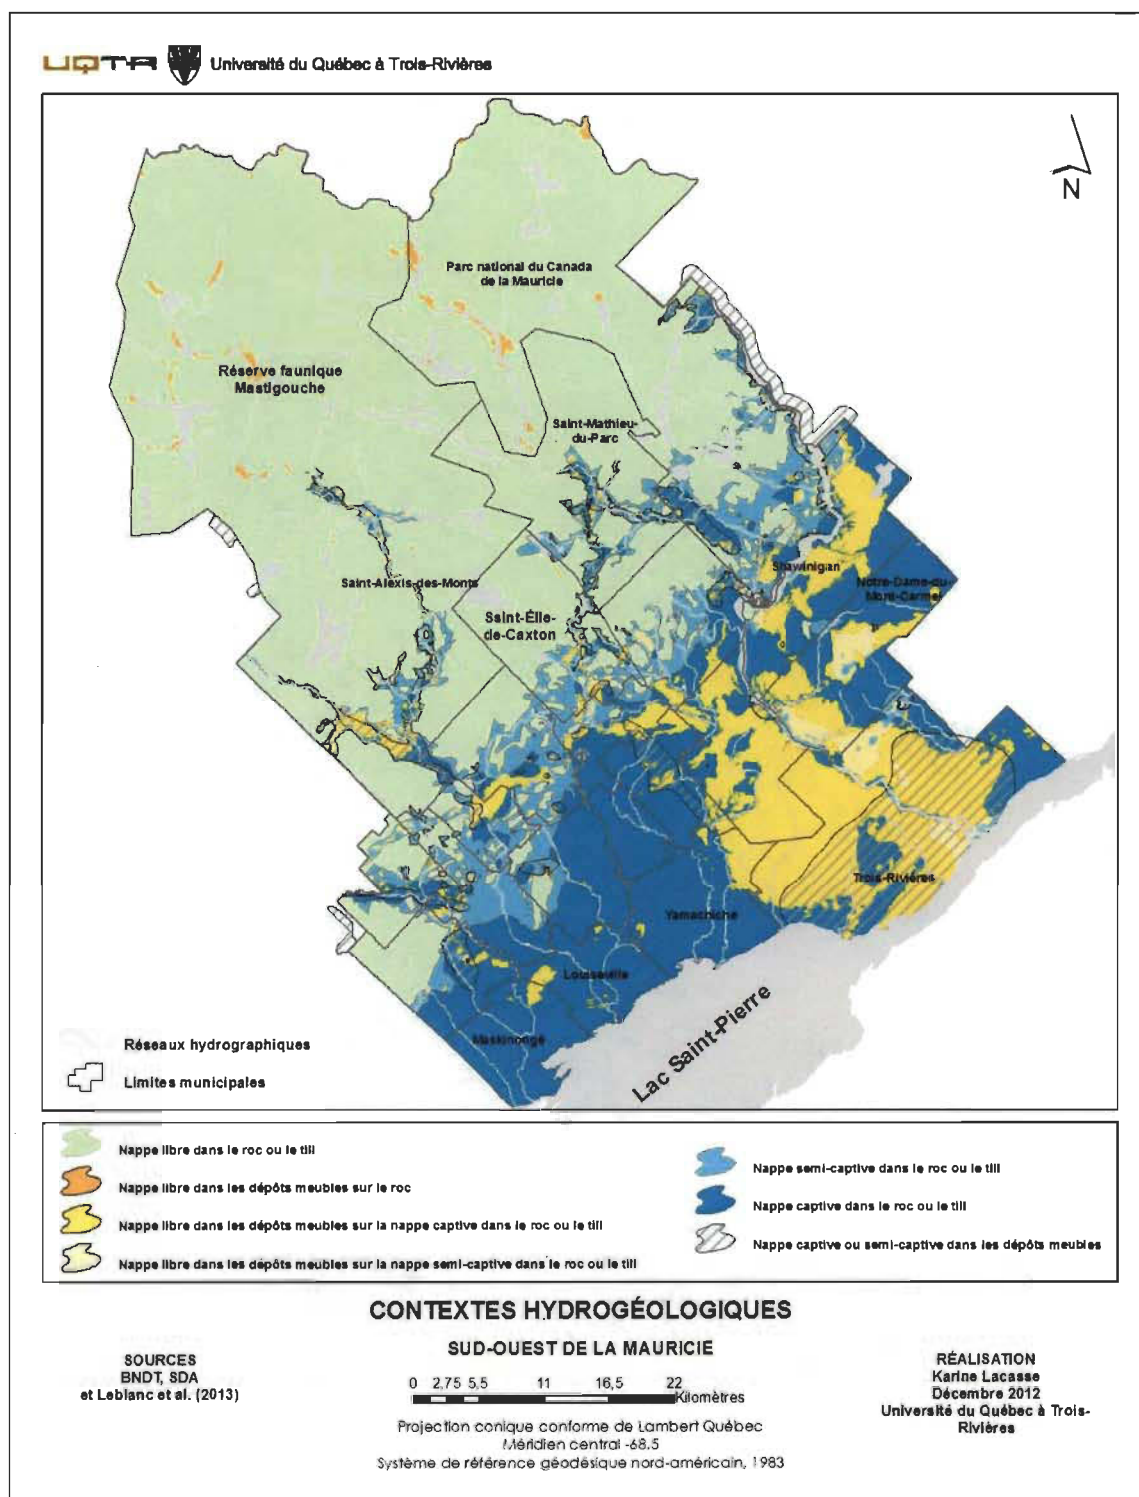 UQTR Université du Québec à Trois-Rivières
N
Parc national du Canada
de la Mauricie
Réserve faunique
Mastigouche
Saint-Mathieu-
du-Parc
Shawinigan
Notre-Dame-du-
Mont-Carmel
Saint-Alexis-des-Monts
Saint-Élie-
de-Caxton
Trois-Rivières
Yamachiche
Louiseville
Maskinongé
Lac Saint-Pierre
Réseaux hydrographiques
Limites municipales
Nappe libre dans le roc ou le till
Nappe libre dans les dépôts meubles sur le roc
Nappe libre dans les dépôts meubles sur la nappe captive dans le roc ou le till
Nappe libre dans les dépôts meubles sur la nappe semi-captive dans le roc ou le till
Nappe semi-captive dans le roc ou le till
Nappe captive dans le roc ou le till
Nappe captive ou semi-captive dans les dépôts meubles
CONTEXTES HYDROGÉOLOGIQUES
SUD-OUEST DE LA MAURICIE
SOURCES
BNDT, SDA
et Leblanc et al. (2013)
0 2,75 5,5 11 16,5 22
Kilomètres
Projection conique conforme de Lambert Québec
Méridien central -68.5
Système de référence géodésique nord-américain, 1983
RÉALISATION
Karine Lacasse
Décembre 2012
Université du Québec à Trois-
Rivières